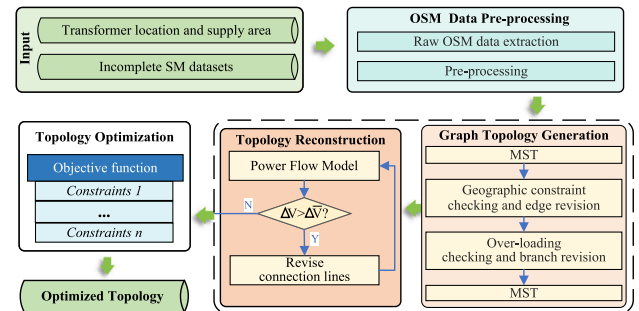 Input
Transformer location and supply area
Incomplete SM datasets
OSM Data Pre-processing
Raw OSM data extraction
Pre-processing
Topology Optimization
Objective function
Constraints 1
...
Constraints n
Optimized Topology
Topology Reconstruction
Power Flow Model
ΔV>ΔV̅?
N
Y
Revise
connection lines
Graph Topology Generation
MST
Geographic constraint
checking and edge revision
Over-loading
checking and branch revision
MST